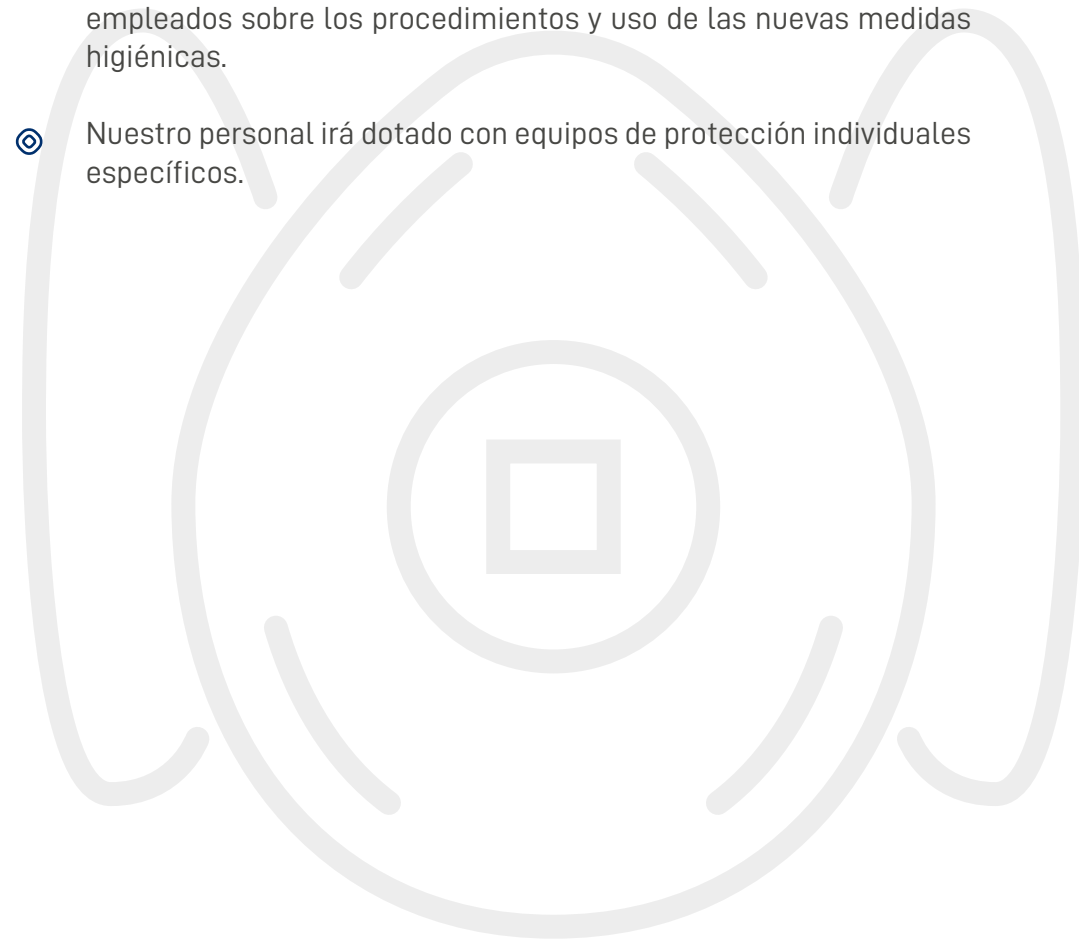 empleados sobre los procedimientos y uso de las nuevas medidas
higiénicas.
Nuestro personal irá dotado con equipos de protección individuales
específicos.